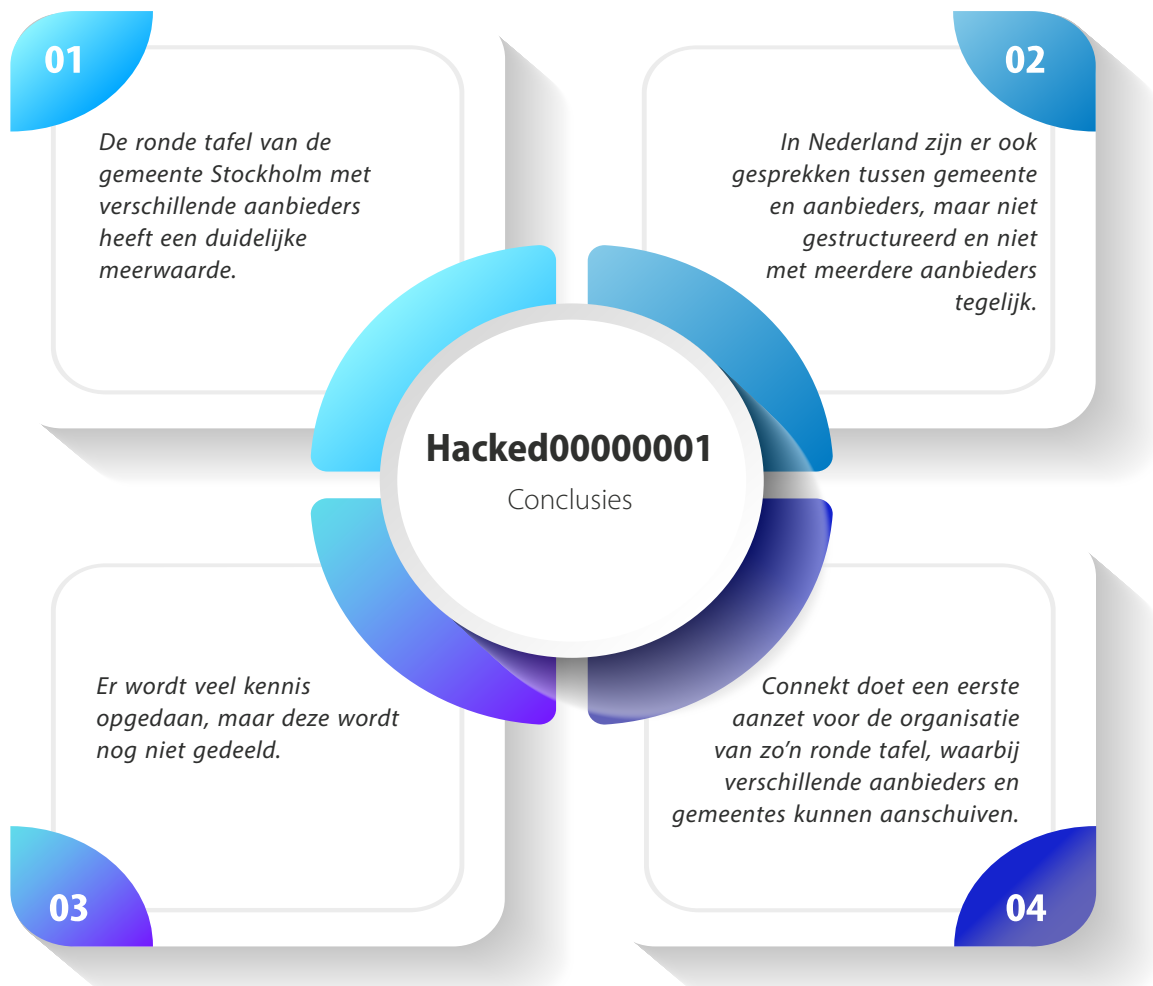 01
De ronde tafel van de
gemeente Stockholm met
verschillende aanbieders
heeft een duidelijke
meerwaarde.
02
In Nederland zijn er ook
gesprekken tussen gemeente
en aanbieders, maar niet
gestructureerd en niet
met meerdere aanbieders
tegelijk.
Hacked00000001
Conclusies
Er wordt veel kennis
opgedaan, maar deze wordt
nog niet gedeeld.
03
Connekt doet een eerste
aanzet voor de organisatie
van zo’n ronde tafel, waarbij
verschillende aanbieders en
gemeentes kunnen aanschuiven.
04